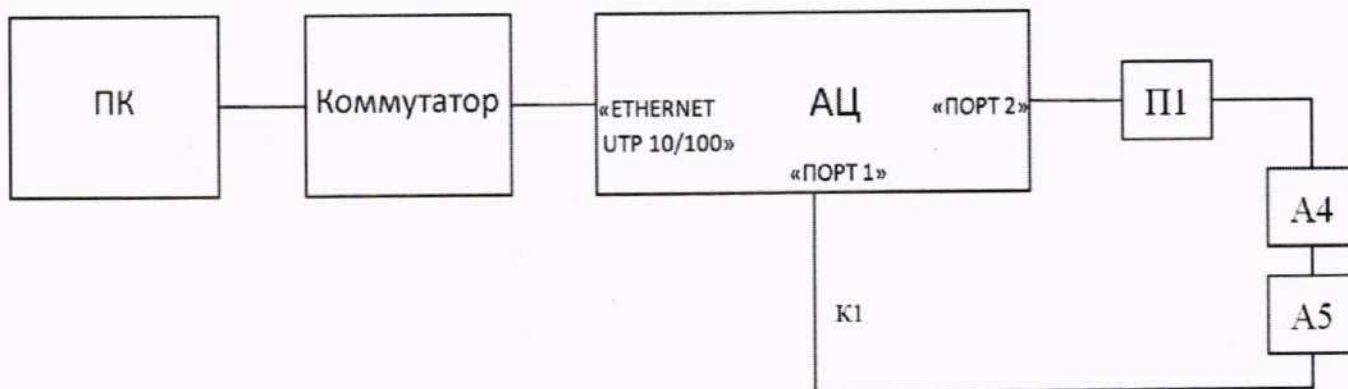 ПК
Коммутатор
«ETHERNET
UTP 10/100»
АЦ
«ПОРТ 2»
«ПОРТ 1»
П1
А4
А5
К1